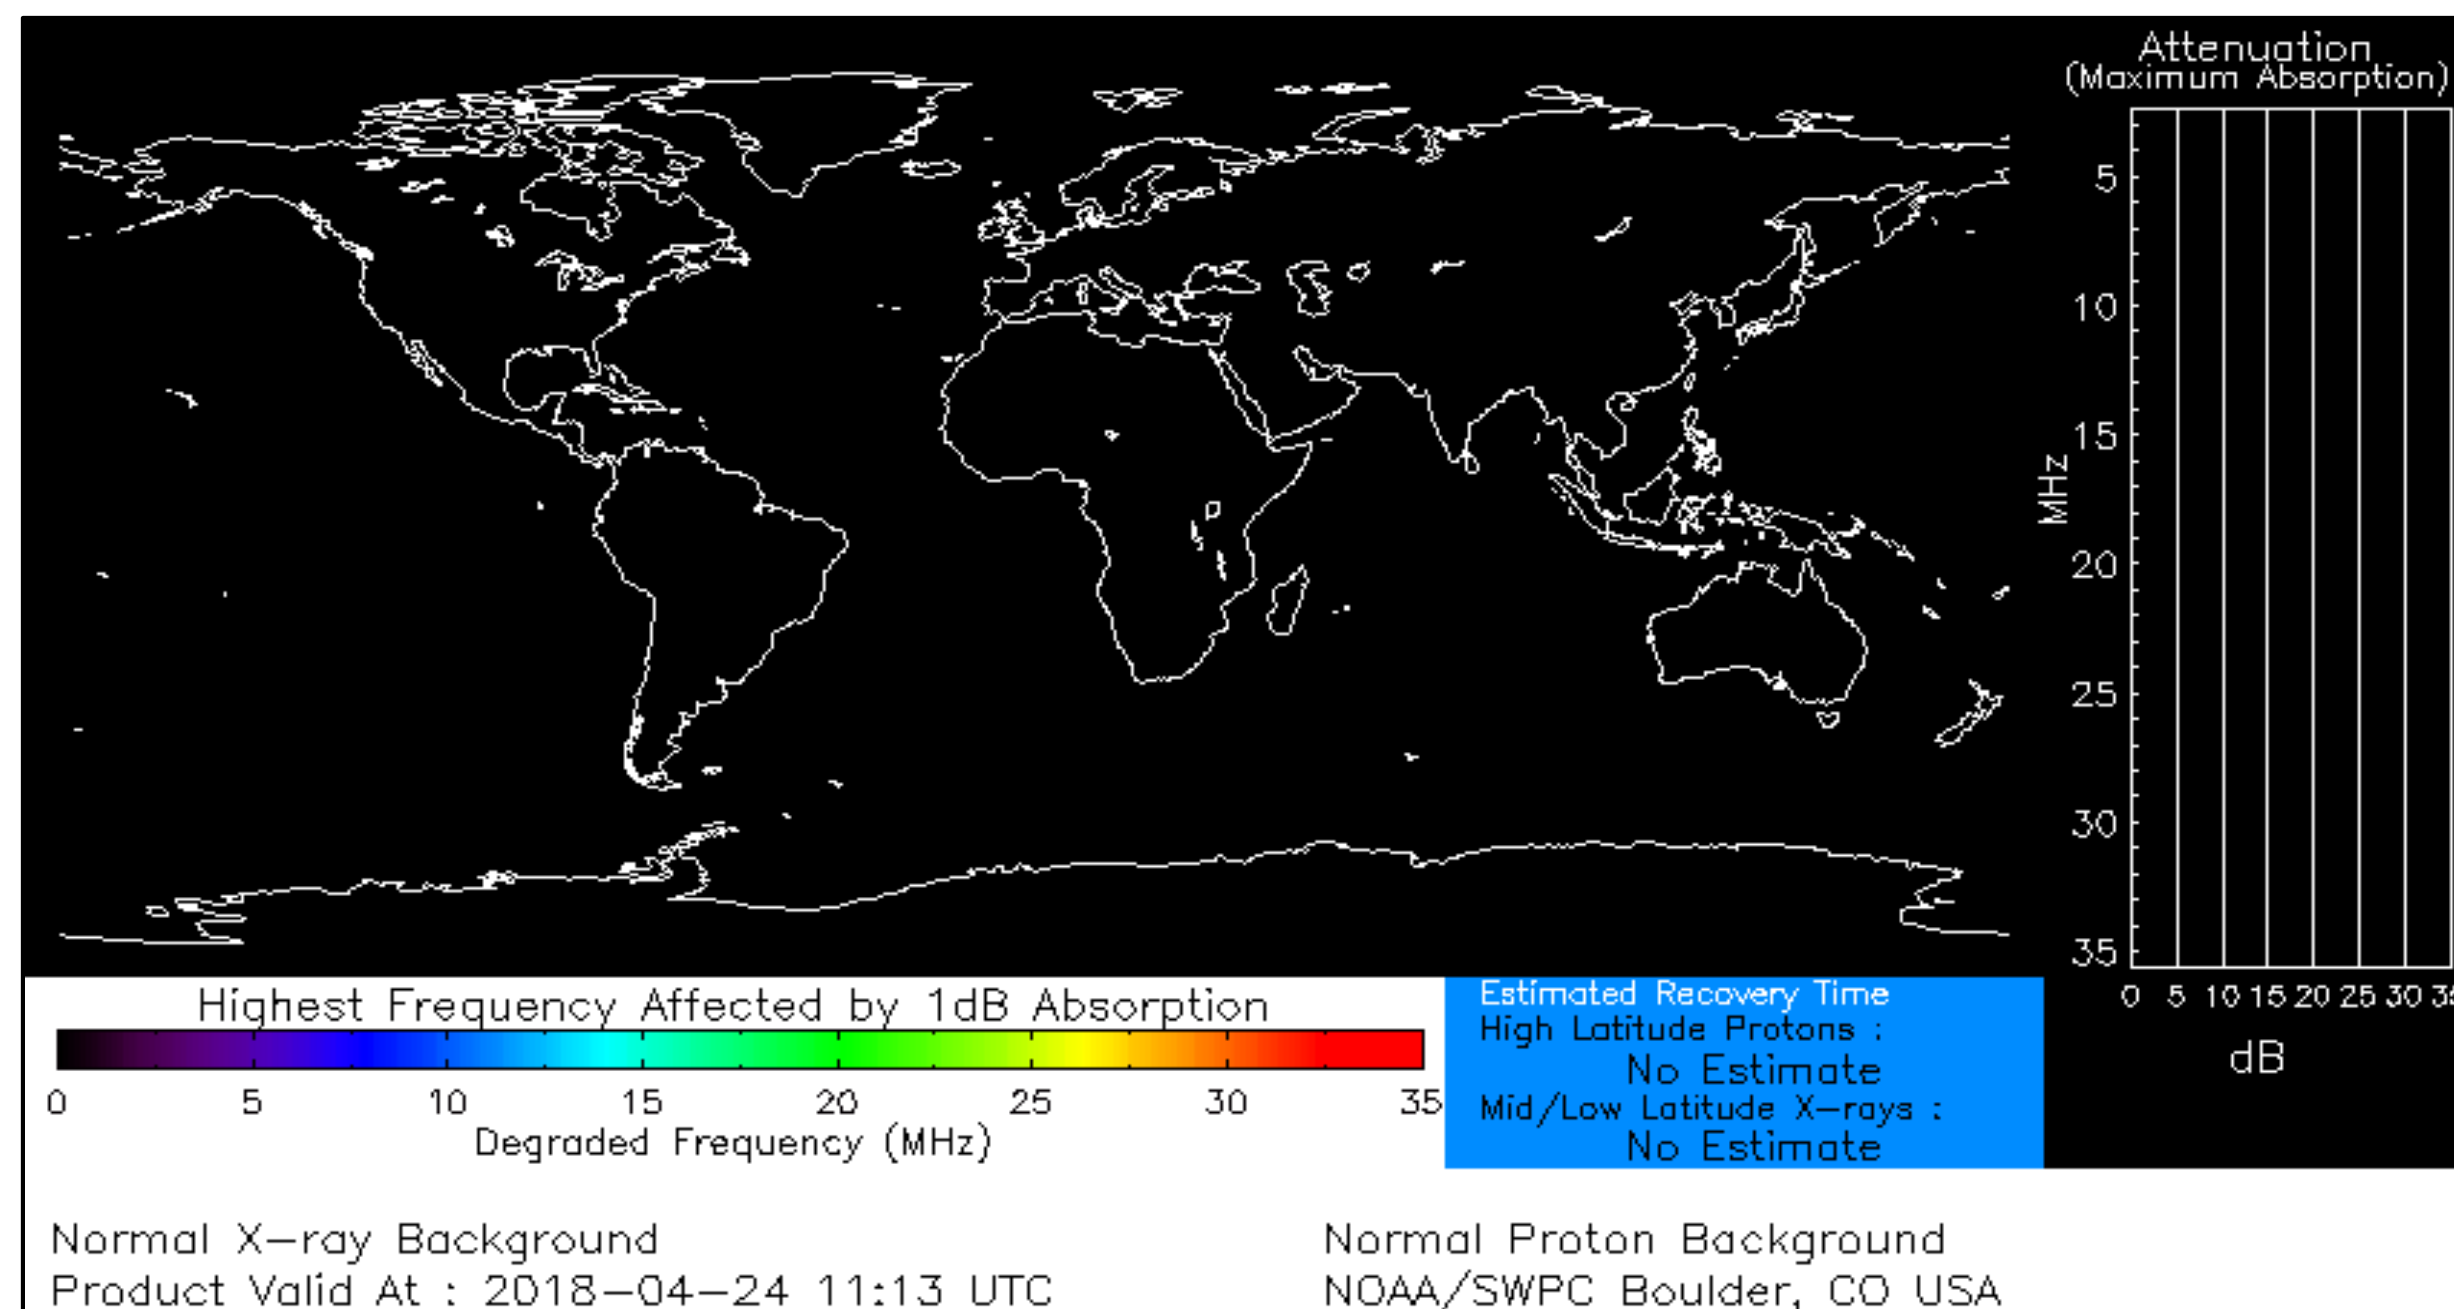 Attenuation
(Maximum Absorption)
5
10
15
20
25
30
35
MHz
0 5 10 15 20 25 30
dB
Highest Frequency Affected by 1dB Absorption
0 5 10 15 20 25 30 35
Degraded Frequency (MHz)
Estimated Recovery Time
High Latitude Protons :
No Estimate
Mid/Low Latitude X-rays :
No Estimate
Normal X-ray Background
Normal Proton Background
Product Valid At : 2018-04-24 11:13 UTC
NOAA/SWPC Boulder, CO USA